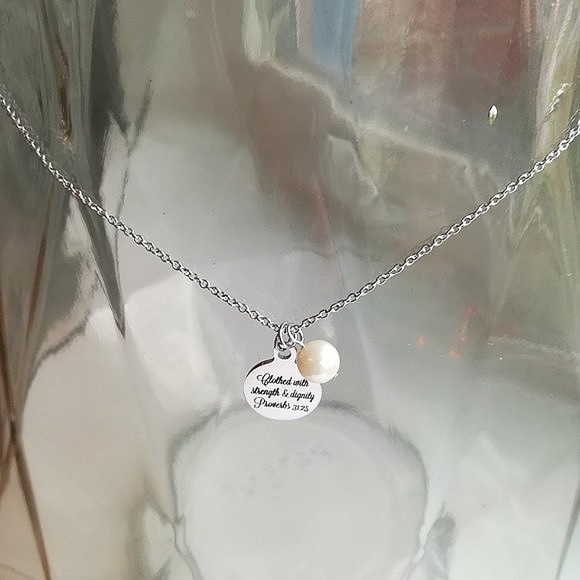 Clothed with
strength & dignity
Proverbs 31:25